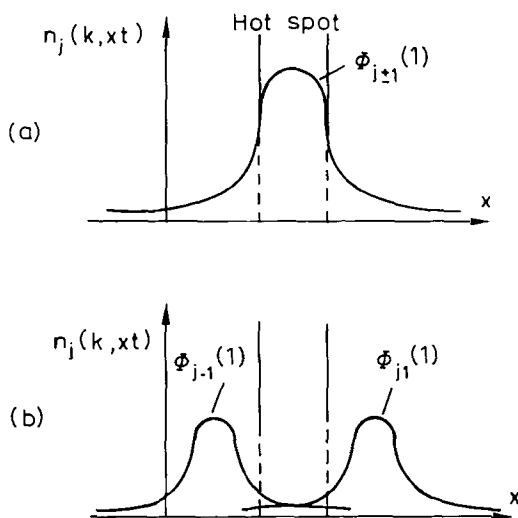 n_j(k,xt)
Hot spot
Φ_{j±1}(1)
(a)
x
n_j(k,xt)
Φ_{j-1}(1)
Φ_{j1}(1)
(b)
x